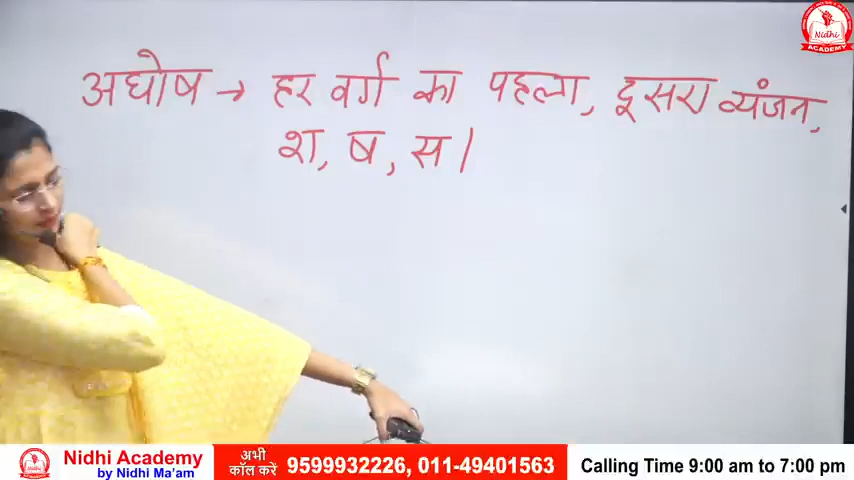 Nidhi
ACADEMY
अघोष → हर वर्ग का पहला, दूसरा व्यंजन,
श, ष, स।
Nidhi Academy
by Nidhi Ma'am
अभी
कॉल करें
9599932226, 011-49401563
Calling Time 9:00 am to 7:00 pm